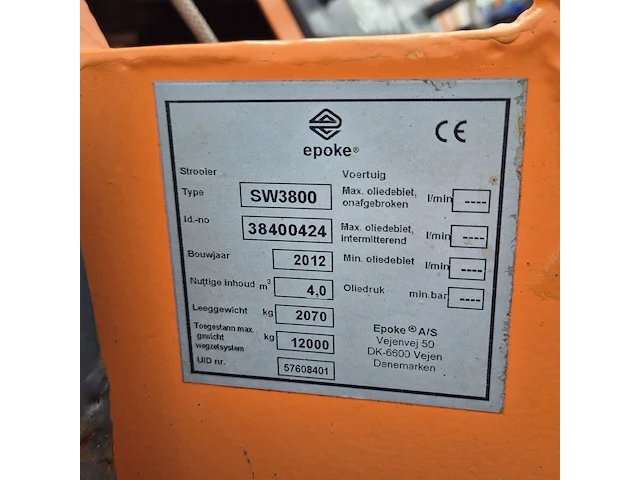 epoke®
CE
Strooier
Type SW3800
Id.-no 38400424
Bouwjaar 2012
Nuttige inhoud m³ 4,0
Leeggewicht kg 2070
Toegestann max. gewicht wegzetsystem kg 12000
UID nr. 57608401
Voertuig
Max. oliedebiet, onafgebroken l/min ----
Max. oliedebiet, intermitterend l/min ----
Min. oliedebiet l/min ----
Oliedruk min.bar ----
Epoke® A/S
Vejenvej 50
DK-6600 Vejen
Denemarken